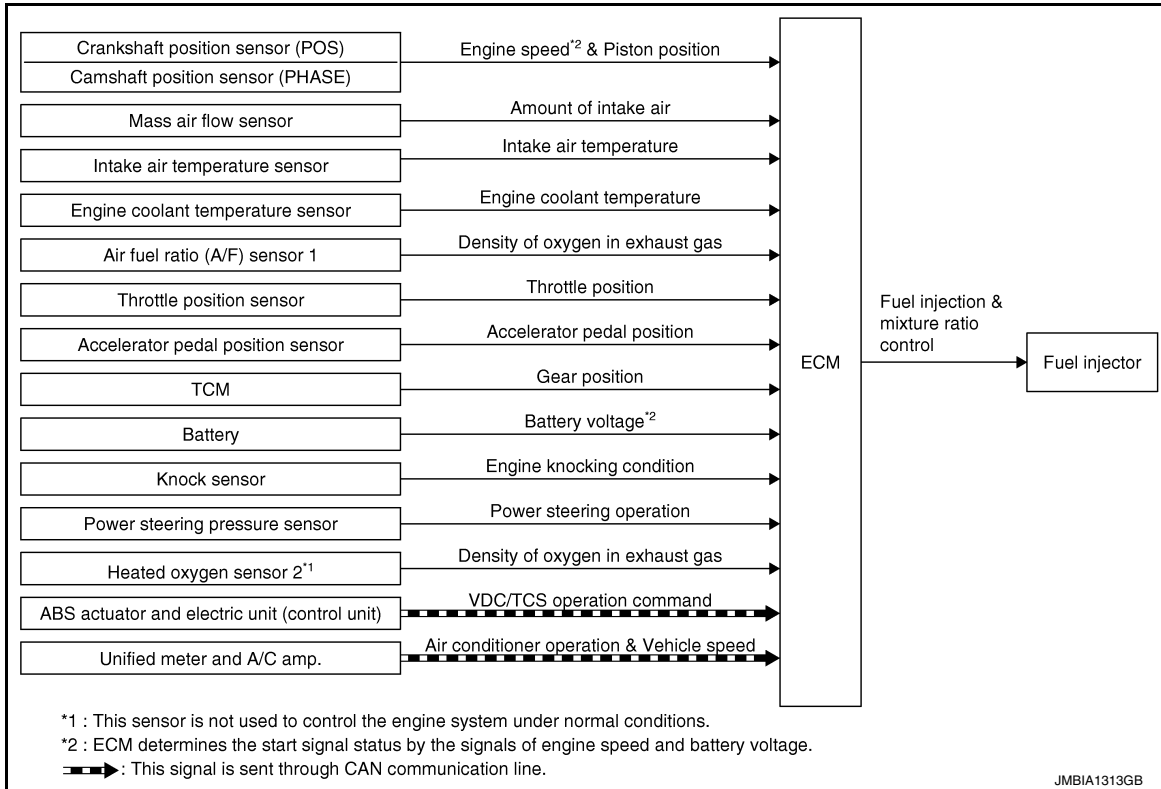 Crankshaft position sensor (POS)
Camshaft position sensor (PHASE)
Engine speed*2 & Piston position
Mass air flow sensor
Amount of intake air
Intake air temperature sensor
Intake air temperature
Engine coolant temperature sensor
Engine coolant temperature
Air fuel ratio (A/F) sensor 1
Density of oxygen in exhaust gas
Throttle position sensor
Throttle position
Accelerator pedal position sensor
Accelerator pedal position
TCM
Gear position
Battery
Battery voltage*2
Knock sensor
Engine knocking condition
Power steering pressure sensor
Power steering operation
Heated oxygen sensor 2*1
Density of oxygen in exhaust gas
ABS actuator and electric unit (control unit)
VDC/TCS operation command
Unified meter and A/C amp.
Air conditioner operation & Vehicle speed
ECM
Fuel injection &
mixture ratio
control
Fuel injector
*1 : This sensor is not used to control the engine system under normal conditions.
*2 : ECM determines the start signal status by the signals of engine speed and battery voltage.
: This signal is sent through CAN communication line.
JMBIA1313GB